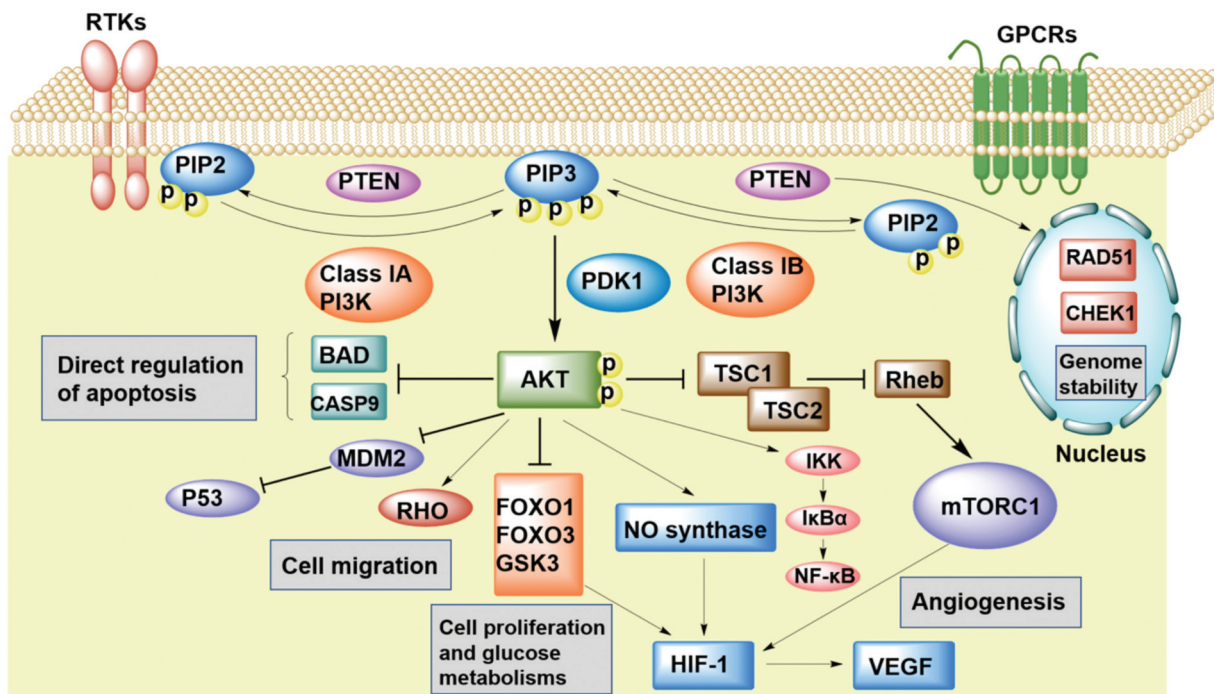 RTKs
GPCRs
PIP2
p
p
PTEN
PIP3
p
p
p
PTEN
PIP2
p
p
RAD51
CHEK1
Genome
stability
Nucleus
Class IA
PI3K
PDK1
Class IB
PI3K
Direct regulation
of apoptosis
BAD
CASP9
AKT
p
p
TSC1
TSC2
Rheb
MDM2
P53
RHO
Cell migration
FOXO1
FOXO3
GSK3
NO synthase
IKK
IκBα
NF-κB
mTORC1
Angiogenesis
Cell proliferation
and glucose
metabolisms
HIF-1
VEGF